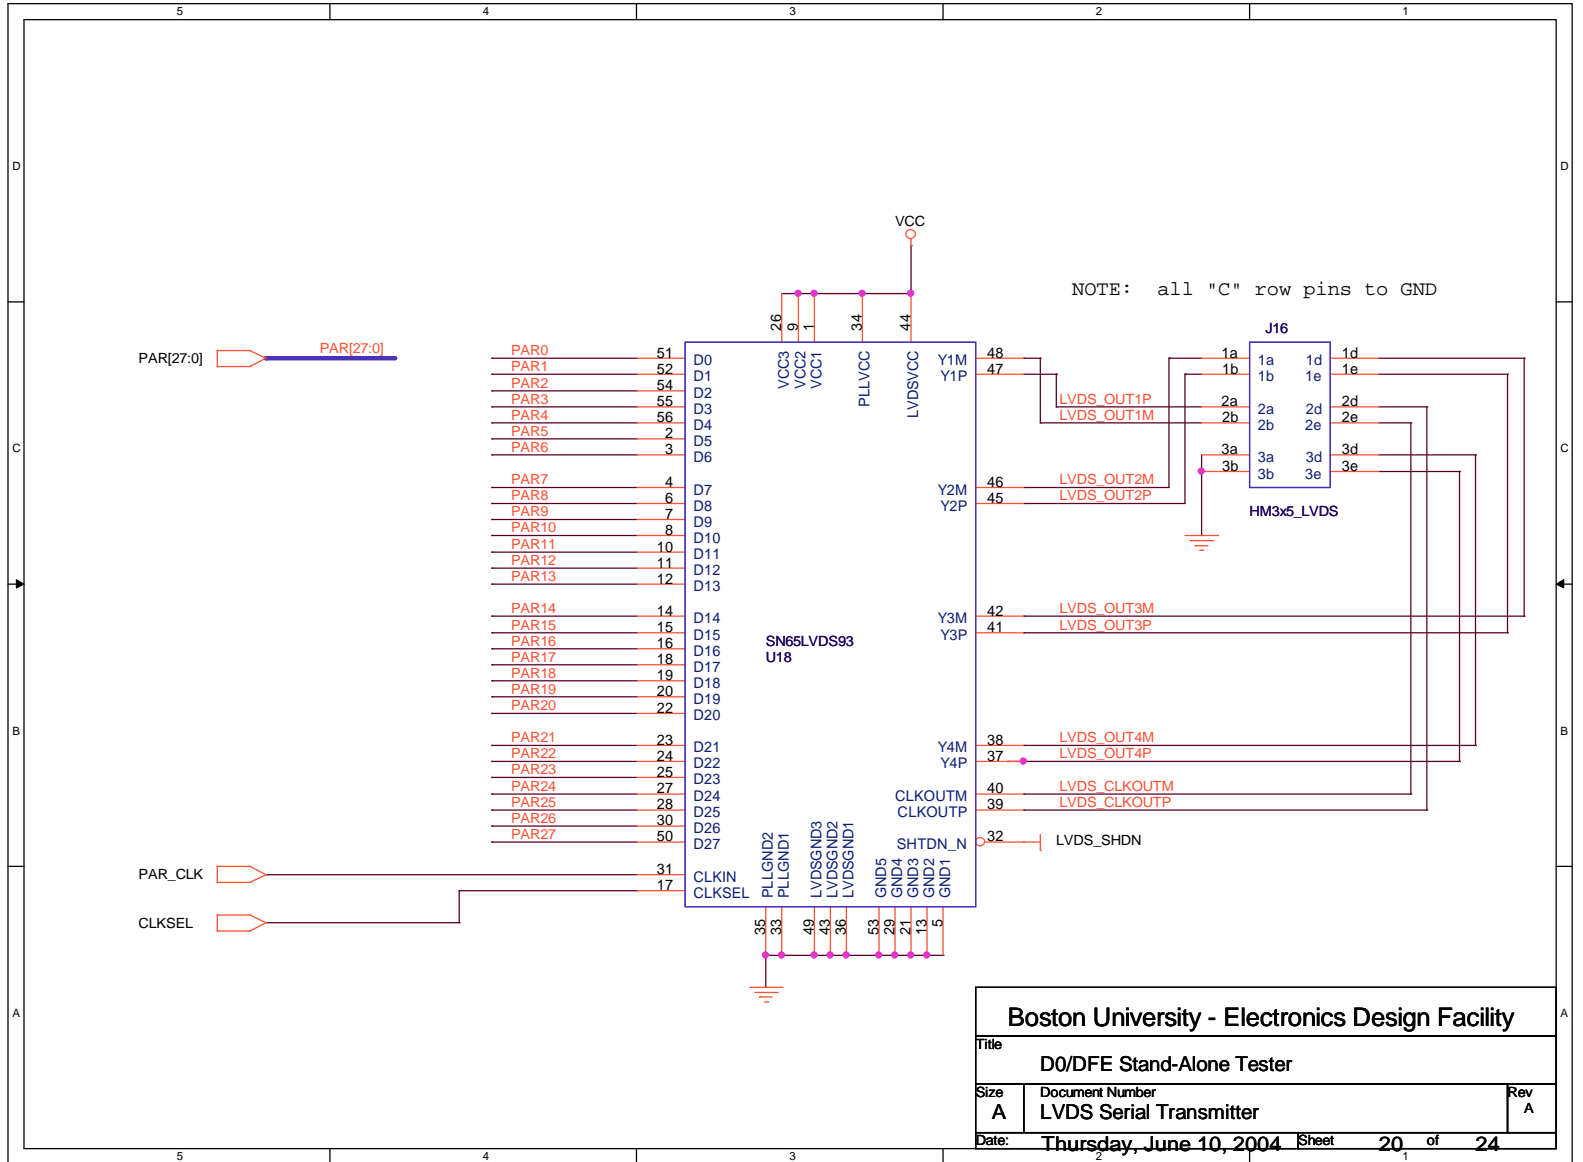 5 4 3 2 1
D D
C C
B B
A A
VCC
NOTE: all "C" row pins to GND
J16
PAR[27:0] PAR[27:0]
26 9 1 34 44
VCC3 VCC2 VCC1 PLLVCC LVDSVCC
PAR0 51 D0
PAR1 52 D1
PAR2 54 D2
PAR3 55 D3
PAR4 56 D4
PAR5 2 D5
PAR6 3 D6
PAR7 4 D7
PAR8 6 D8
PAR9 7 D9
PAR10 8 D10
PAR11 10 D11
PAR12 11 D12
PAR13 12 D13
PAR14 14 D14
PAR15 15 D15
PAR16 16 D16
PAR17 18 D17
PAR18 19 D18
PAR19 20 D19
PAR20 22 D20
PAR21 23 D21
PAR22 24 D22
PAR23 25 D23
PAR24 27 D24
PAR25 28 D25
PAR26 30 D26
PAR27 50 D27
PAR_CLK 31 CLKIN
CLKSEL 17 CLKSEL
SN65LVDS93
U18
Y1M 48
Y1P 47
LVDS_OUT1P
LVDS_OUT1M
Y2M 46 LVDS_OUT2M
Y2P 45 LVDS_OUT2P
Y3M 42 LVDS_OUT3M
Y3P 41 LVDS_OUT3P
Y4M 38 LVDS_OUT4M
Y4P 37 LVDS_OUT4P
CLKOUTM 40 LVDS_CLKOUTM
CLKOUTP 39 LVDS_CLKOUTP
SHTDN_N 32 LVDS_SHDN
1a 1a 1d 1d
1b 1b 1e 1e
2a 2a 2d 2d
2b 2b 2e 2e
3a 3a 3d 3d
3b 3b 3e 3e
HM3x5_LVDS
PLLGND2 PLLGND1 LVDSGND3 LVDSGND2 LVDSGND1 GND5 GND4 GND3 GND2 GND1
35 33 49 43 36 53 29 21 13 5
Boston University - Electronics Design Facility
Title
D0/DFE Stand-Alone Tester
Size Document Number Rev
A LVDS Serial Transmitter A
Date: Thursday, June 10, 2004 Sheet 20 of 24
5 4 3 2 1